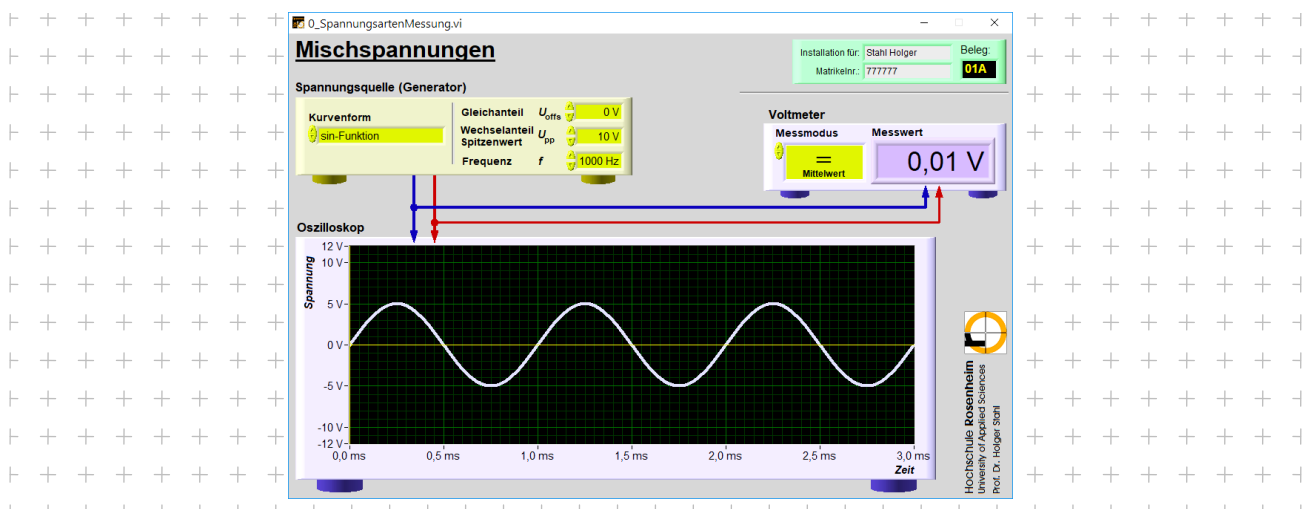 0_SpannungsartenMessung.vi
Mischspannungen
Installation für: Stahl Holger
Matrikelnr.: 777777
Beleg:
01A
Spannungsquelle (Generator)
Kurvenform
sin-Funktion
Gleichanteil Uoffs 0 V
Wechselanteil
Spitzenwert Upp 10 V
Frequenz f 1000 Hz
Voltmeter
Messmodus
=
Mittelwert
Messwert
0,01 V
Oszilloskop
Spannung
12 V
10 V
5 V
0 V
-5 V
-10 V
-12 V
0,0 ms 0,5 ms 1,0 ms 1,5 ms 2,0 ms 2,5 ms 3,0 ms
Zeit
Hochschule Rosenheim
University of Applied Sciences
Prof. Dr. Holger Stahl